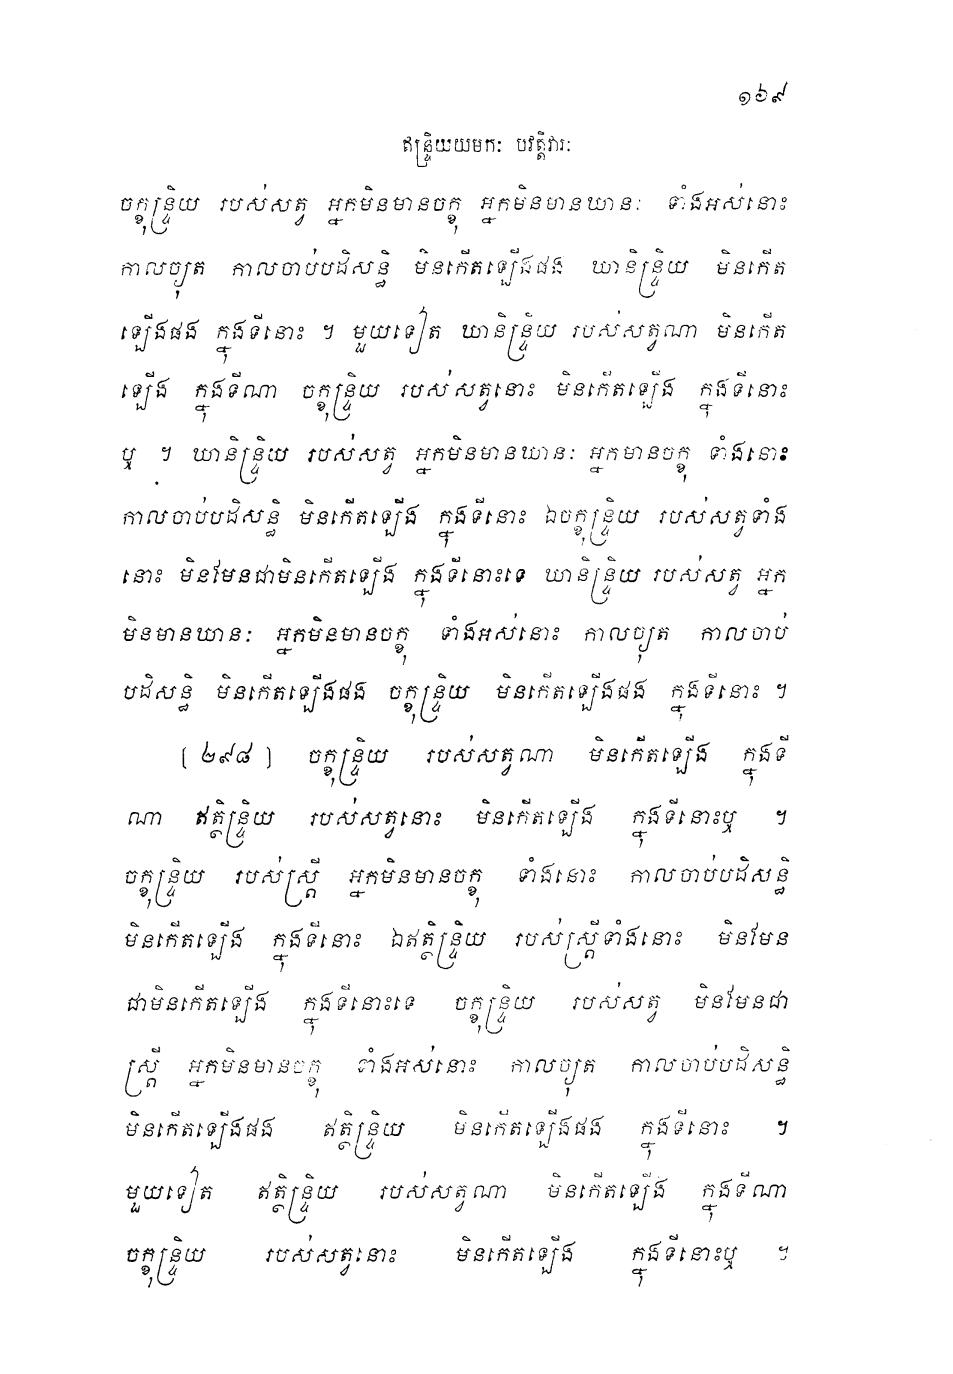 ១៦៩
ឥន្ទ្រិយយមកៈ បវត្តិវារៈ
ចក្ខុន្ទ្រិយ របស់សត្វ អ្នកមិនមានចក្ខុ អ្នកមិនមានឃានៈ ទាំងអស់នោះ
កាលច្យុត កាលចាប់បដិសន្ធិ មិនកើតឡើងផង ឃានិន្ទ្រិយ មិនកើត
ឡើងផង ក្នុងទីនោះ ។ មួយទៀត ឃានិន្ទ្រិយ របស់សត្វណា មិនកើត
ឡើង ក្នុងទីណា ចក្ខុន្ទ្រិយ របស់សត្វនោះ មិនកើតឡើង ក្នុងទីនោះ
ឬ ។ ឃានិន្ទ្រិយ របស់សត្វ អ្នកមិនមានឃានៈ អ្នកមានចក្ខុ ទាំងនោះ
កាលចាប់បដិសន្ធិ មិនកើតឡើង ក្នុងទីនោះ ឯចក្ខុន្ទ្រិយ របស់សត្វទាំង
នោះ មិនមែនជាមិនកើតឡើង ក្នុងទីនោះទេ ឃានិន្ទ្រិយ របស់សត្វ អ្នក
មិនមានឃានៈ អ្នកមិនមានចក្ខុ ទាំងអស់នោះ កាលច្យុត កាលចាប់
បដិសន្ធិ មិនកើតឡើងផង ចក្ខុន្ទ្រិយ មិនកើតឡើងផង ក្នុងទីនោះ ។
[ ២៩៨ ] ចក្ខុន្ទ្រិយ របស់សត្វណា មិនកើតឡើង ក្នុងទី
ណា ឥត្ថិន្ទ្រិយ របស់សត្វនោះ មិនកើតឡើង ក្នុងទីនោះឬ ។
ចក្ខុន្ទ្រិយ របស់ស្ត្រី អ្នកមិនមានចក្ខុ ទាំងនោះ កាលចាប់បដិសន្ធិ
មិនកើតឡើង ក្នុងទីនោះ ឯឥត្ថិន្ទ្រិយ របស់ស្ត្រីទាំងនោះ មិនមែន
ជាមិនកើតឡើង ក្នុងទីនោះទេ ចក្ខុន្ទ្រិយ របស់សត្វ មិនមែនជា
ស្ត្រី អ្នកមិនមានចក្ខុ ទាំងអស់នោះ កាលច្យុត កាលចាប់បដិសន្ធិ
មិនកើតឡើងផង ឥត្ថិន្ទ្រិយ មិនកើតឡើងផង ក្នុងទីនោះ ។
មួយទៀត ឥត្ថិន្ទ្រិយ របស់សត្វណា មិនកើតឡើង ក្នុងទីណា
ចក្ខុន្ទ្រិយ របស់សត្វនោះ មិនកើតឡើង ក្នុងទីនោះឬ ។